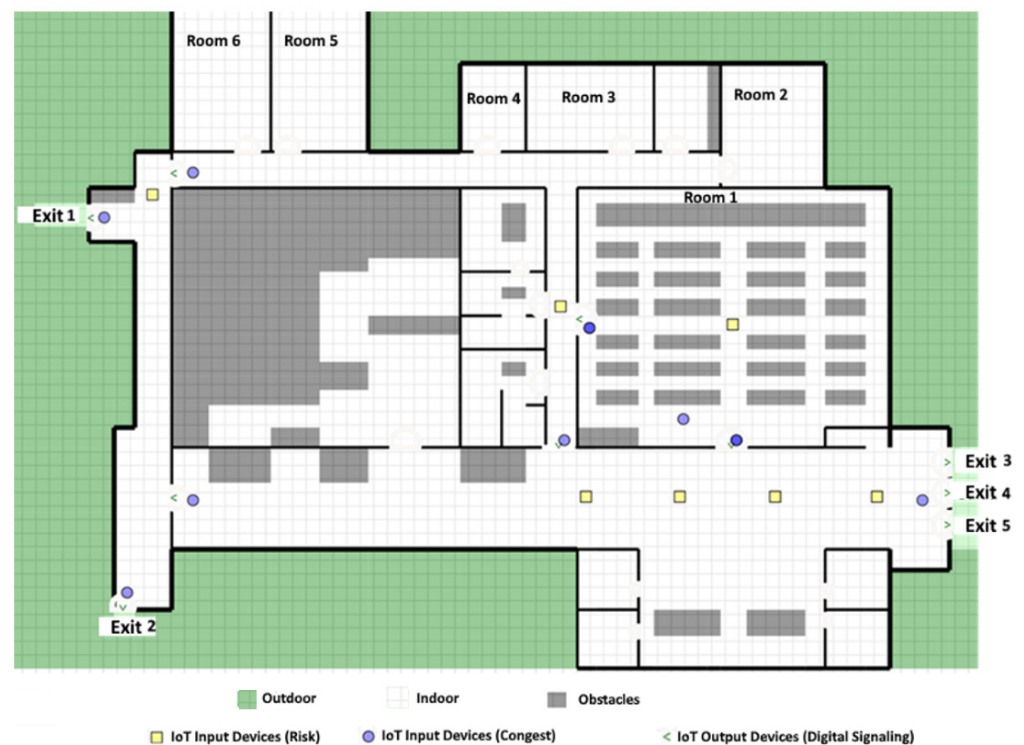 Room 6
Room 5
Room 4
Room 3
Room 2
Room 1
Exit 1
Exit 3
Exit 4
Exit 5
Exit 2
Outdoor
Indoor
Obstacles
IoT Input Devices (Risk)
IoT Input Devices (Congest)
IoT Output Devices (Digital Signaling)